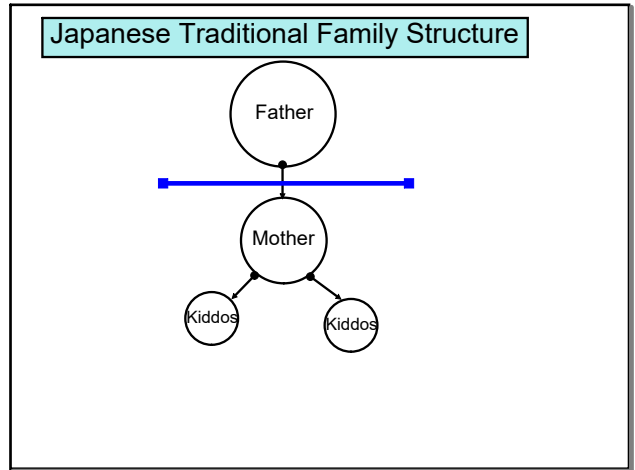 Japanese Traditional Family Structure
Father
Mother
Kiddos
Kiddos